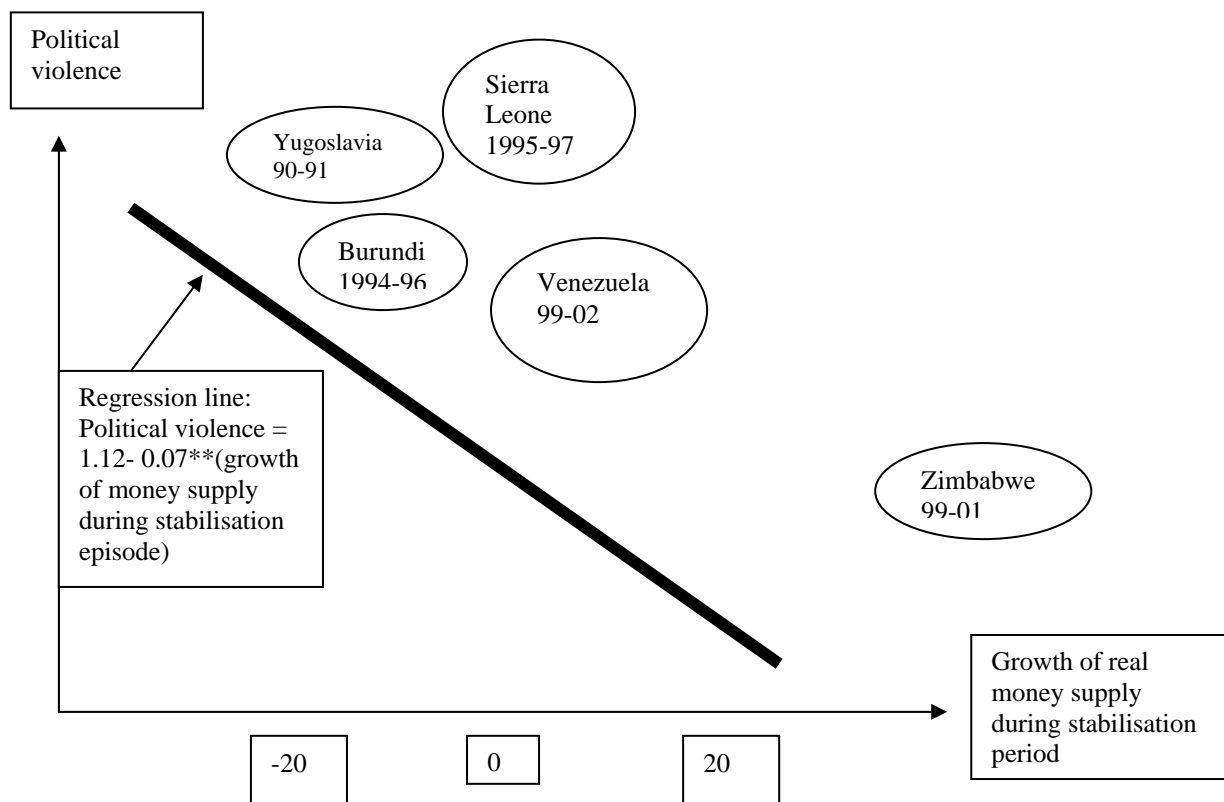 Political
violence
Sierra
Leone
1995-97
Yugoslavia
90-91
Burundi
1994-96
Venezuela
99-02
Regression line:
Political violence =
1.12- 0.07**(growth
of money supply
during stabilisation
episode)
Zimbabwe
99-01
Growth of real
money supply
during stabilisation
period
-20
0
20